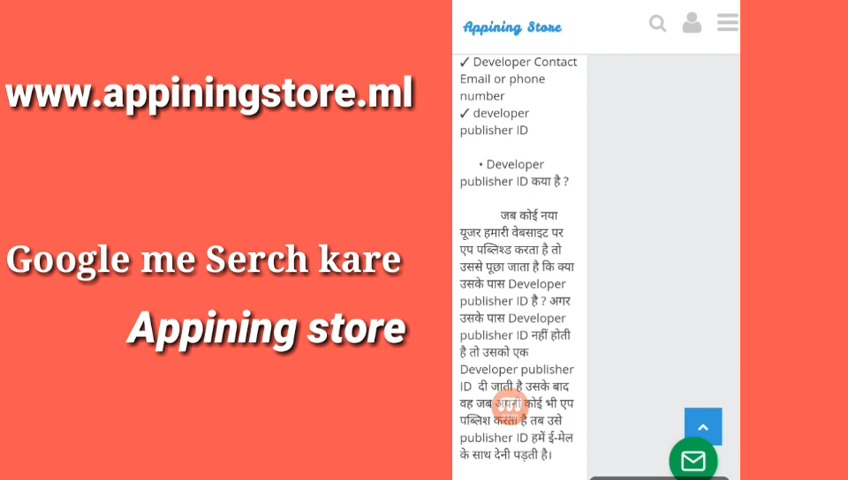 www.appiningstore.ml
Google me Serch kare
Appining store
Appining Store
✓ Developer Contact
Email or phone
number
✓ developer
publisher ID
• Developer
publisher ID कया है ?
जब कोई नया
यूजर हमारी वेबसाइट पर
एप पब्लिश्ड करता है तो
उससे पूछा जाता है कि क्या
उसके पास Developer
publisher ID है ? अगर
उसके पास Developer
publisher ID नहीं होती
है तो उसको एक
Developer publisher
ID दी जाती है उसके बाद
वह जब अपनी कोई भी एप
पब्लिश करता है तब उसे
publisher ID हमें ई-मेल
के साथ देनी पड़ती है।